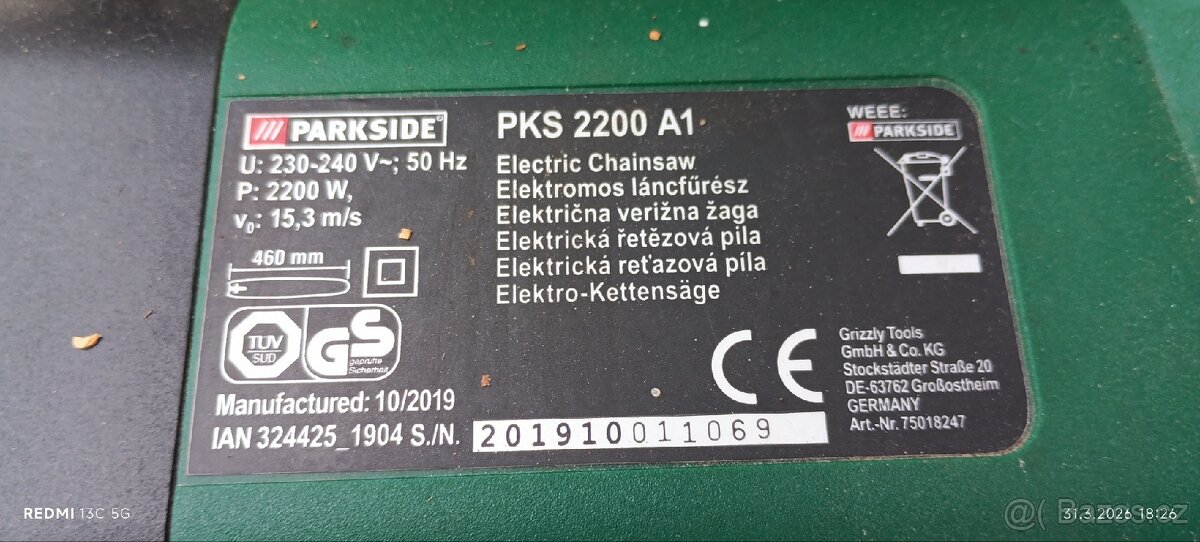 PARKSIDE®
U: 230-240 V~; 50 Hz
P: 2200 W,
v0: 15,3 m/s
460 mm
TÜV
SÜD
GS
geprüfte
Sicherheit
Manufactured: 10/2019
IAN 324425_1904 S./N. 201910011069
PKS 2200 A1
Electric Chainsaw
Elektromos láncfűrész
Električna verižna žaga
Elektrická řetězová pila
Elektrická reťazová píla
Elektro-Kettensäge
WEEE:
PARKSIDE
CE
Grizzly Tools
GmbH & Co. KG
Stockstädter Straße 20
DE-63762 Großostheim
GERMANY
Art.-Nr. 75018247
REDMI 13C 5G
31.3.2026 18:26
@ Bazos.cz